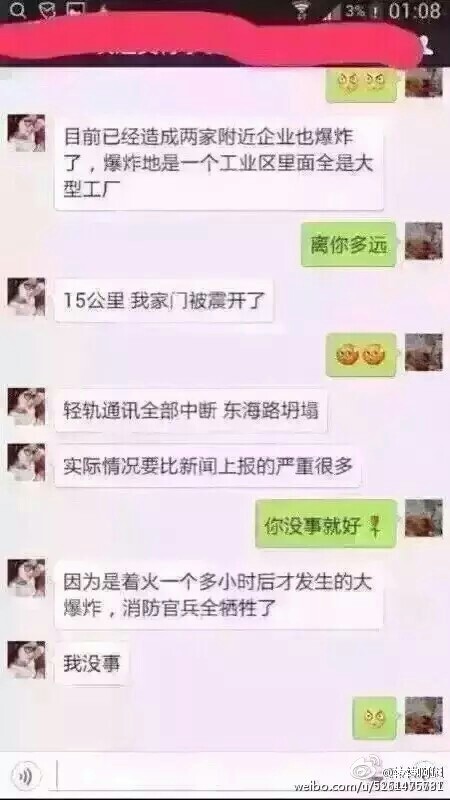 3%
01:08
目前已经造成两家附近企业也爆炸
了，爆炸地是一个工业区里面全是大
型工厂
离你多远
15公里 我家门被震开了
轻轨通讯全部中断 东海路坍塌
实际情况要比新闻上报的严重很多
你没事就好
因为是着火一个多小时后才发生的大
爆炸，消防官兵全牺牲了
我没事